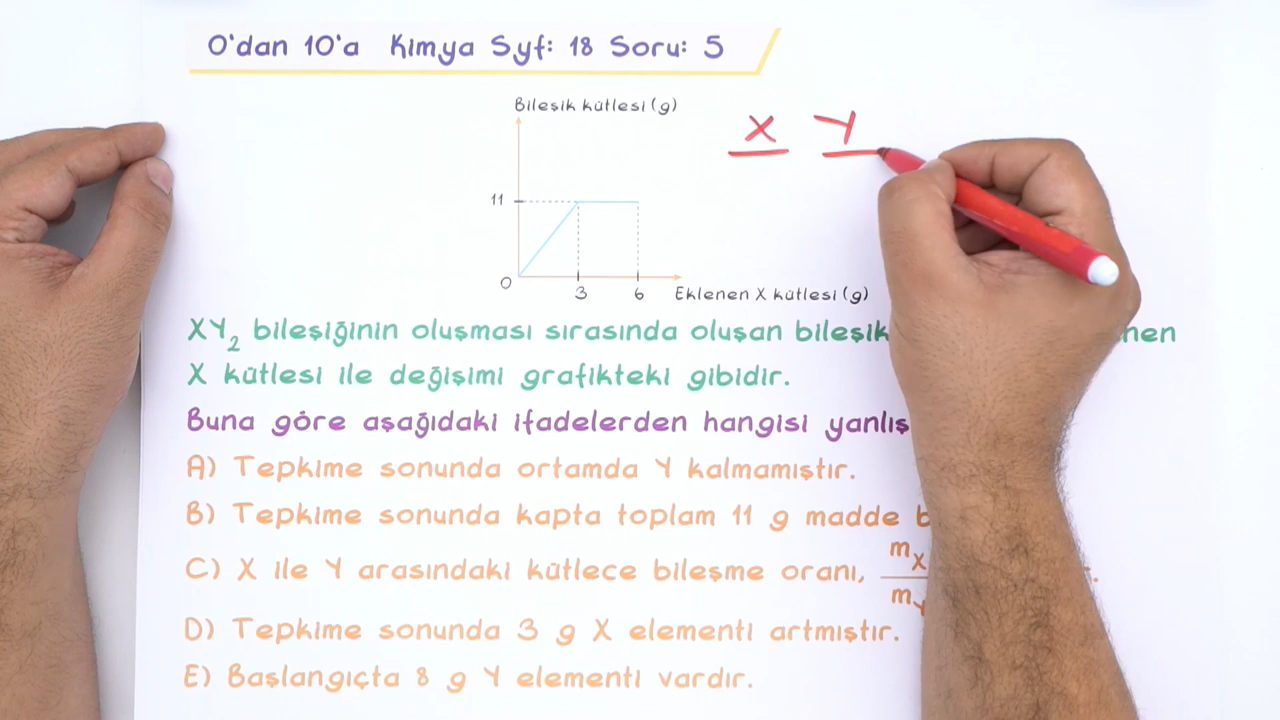 0'dan 10'a Kimya Syf: 18 Soru: 5
Bileşik kütlesi (g)
X Y
11
0
3 6 Eklenen X kütlesi (g)
XY₂ bileşiğinin oluşması sırasında oluşan bileşik
X kütlesi ile değişimi grafikteki gibidir.
Buna göre aşağıdaki ifadelerden hangisi yanlış
A) Tepkime sonunda ortamda Y kalmamıştır.
B) Tepkime sonunda kapta toplam 11 g madde
C) X ile Y arasındaki kütlece bileşme oranı, mX
mY
D) Tepkime sonunda 3 g X elementi artmıştır.
E) Başlangıçta 8 g Y elementi vardır.